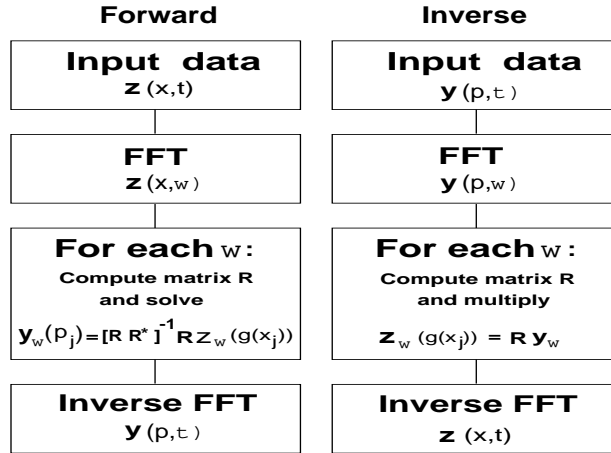 Forward
Input data
z (x,t)
FFT
z (x,w)
For each w:
Compute matrix R
and solve
y_w(p_j)=[R R*]^-1 R Z_w(g(x_j))
Inverse FFT
y (p,t)
Inverse
Input data
y (p,t)
FFT
y (p,w)
For each w:
Compute matrix R
and multiply
z_w (g(x_j)) = R y_w
Inverse FFT
z (x,t)